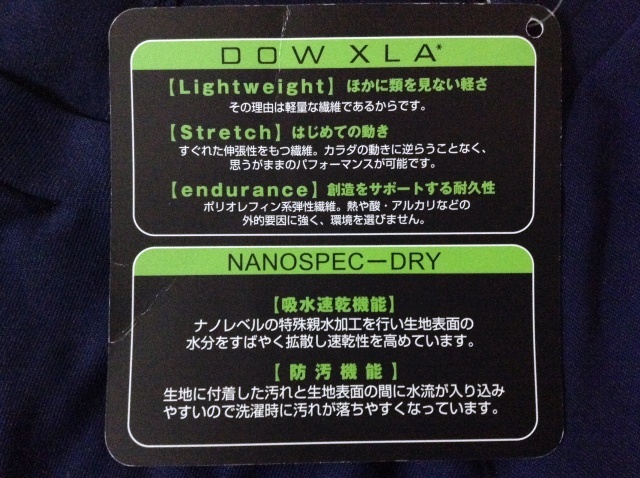 DOW XLA*
【Lightweight】ほかに類を見ない軽さ
その理由は軽量な繊維であるからです。
【Stretch】はじめての動き
すぐれた伸張性をもつ繊維。カラダの動きに逆らうことなく、
思うがままのパフォーマンスが可能です。
【endurance】創造をサポートする耐久性
ポリオレフィン系弾性繊維。熱や酸・アルカリなどの
外的要因に強く、環境を選びません。
NANOSPEC－DRY
【吸水速乾機能】
ナノレベルの特殊親水加工を行い生地表面の
水分をすばやく拡散し速乾性を高めています。
【防汚機能】
生地に付着した汚れと生地表面の間に水流が入り込み
やすいので洗濯時に汚れが落ちやすくなっています。